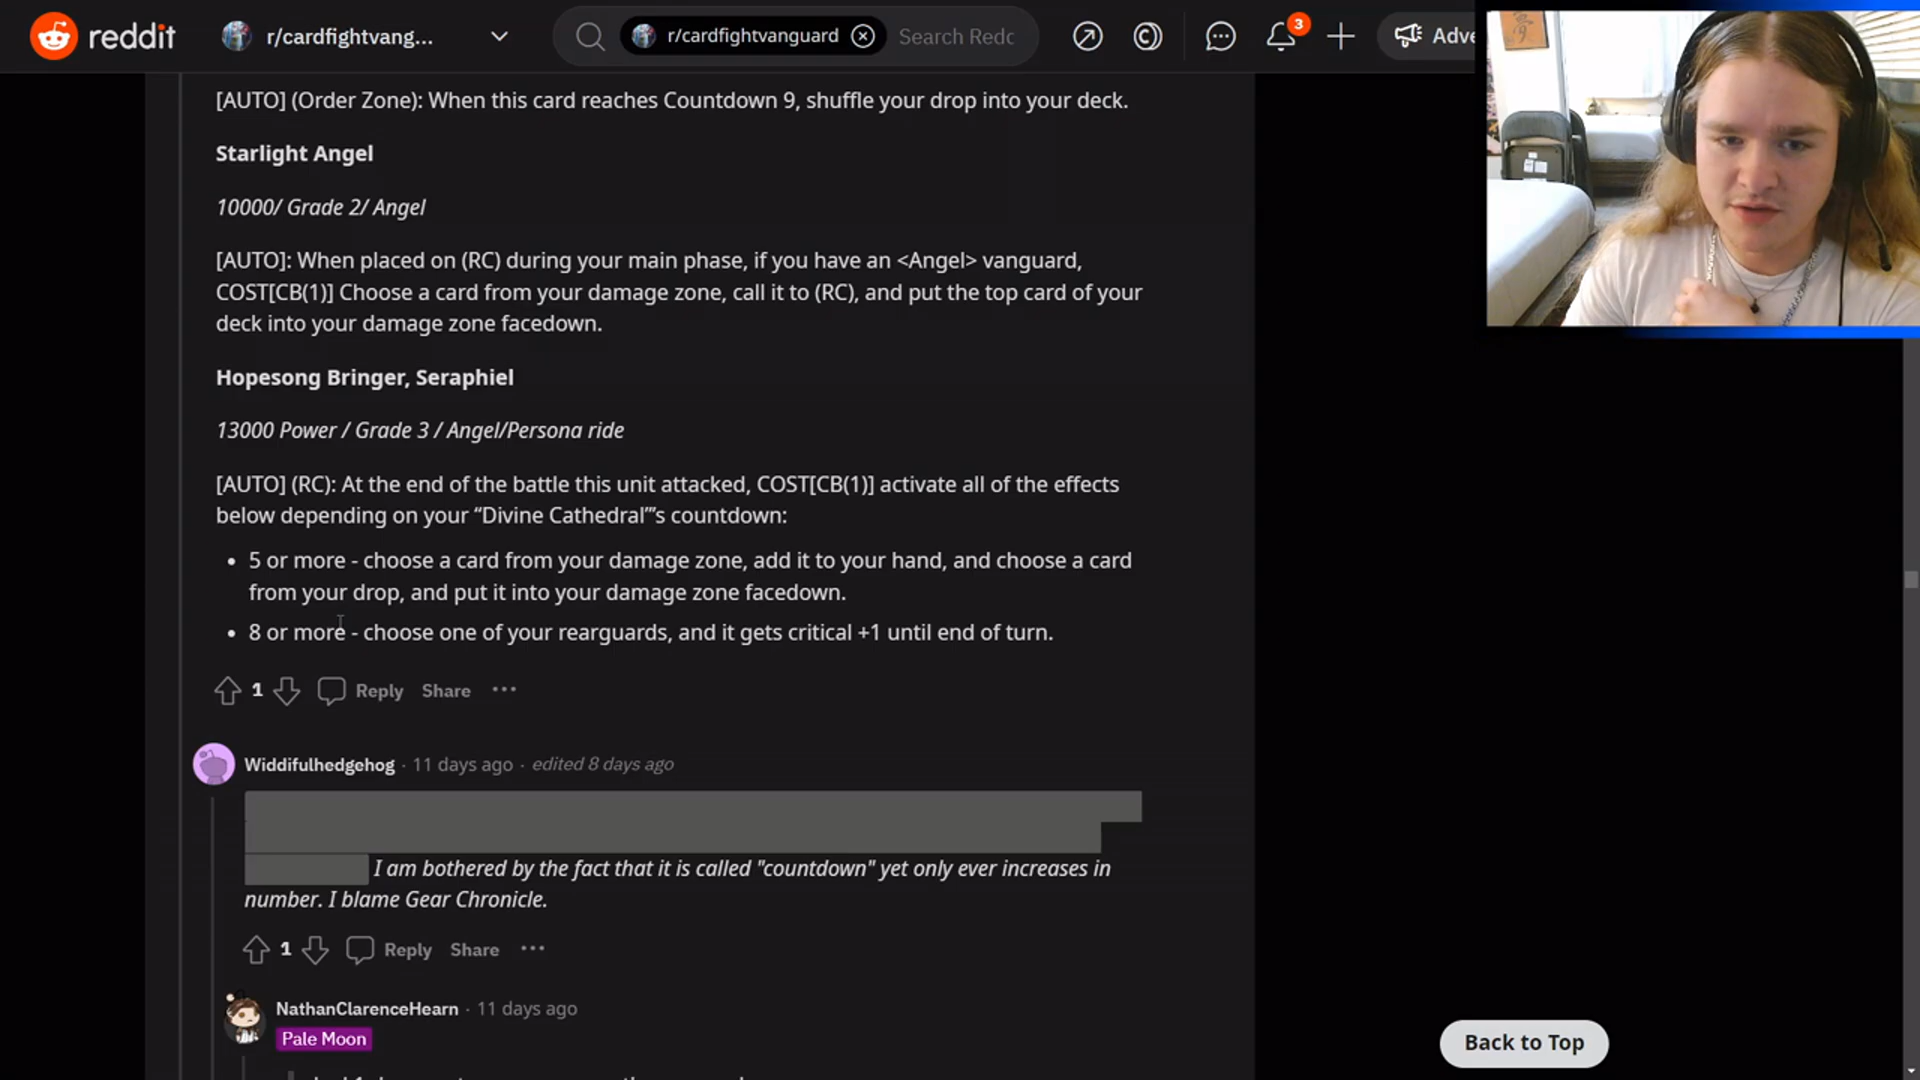 reddit
r/cardfightvang...
r/cardfightvanguard
Search Redc
3
Adve
[AUTO] (Order Zone): When this card reaches Countdown 9, shuffle your drop into your deck.
Starlight Angel
10000/ Grade 2/ Angel
[AUTO]: When placed on (RC) during your main phase, if you have an <Angel> vanguard,
COST[CB(1)] Choose a card from your damage zone, call it to (RC), and put the top card of your
deck into your damage zone facedown.
Hopesong Bringer, Seraphiel
13000 Power / Grade 3 / Angel/Persona ride
[AUTO] (RC): At the end of the battle this unit attacked, COST[CB(1)] activate all of the effects
below depending on your “Divine Cathedral”’s countdown:
• 5 or more - choose a card from your damage zone, add it to your hand, and choose a card
from your drop, and put it into your damage zone facedown.
• 8 or more - choose one of your rearguards, and it gets critical +1 until end of turn.
1 Reply Share ...
Widdifulhedgehog · 11 days ago · edited 8 days ago
I am bothered by the fact that it is called "countdown" yet only ever increases in
number. I blame Gear Chronicle.
1 Reply Share ...
NathanClarenceHearn · 11 days ago
Pale Moon
Back to Top